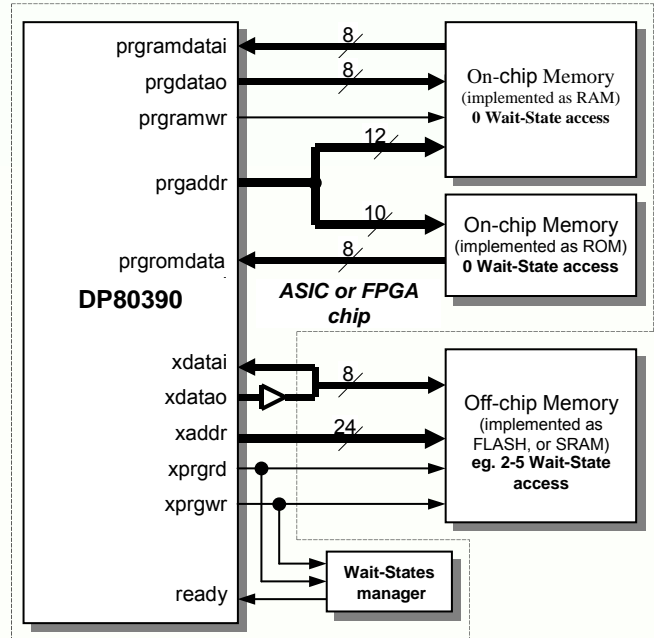 prgramdatai
8
prgdatao
8
prgramwr
On-chip Memory
(implemented as RAM)
0 Wait-State access
12
prgaddr
10
On-chip Memory
(implemented as ROM)
0 Wait-State access
prgromdata
8
DP80390
ASIC or FPGA
chip
xdatai
8
xdatao
xaddr
24
xprgrd
xprgwr
Off-chip Memory
(implemented as
FLASH, or SRAM)
eg. 2-5 Wait-State
access
ready
Wait-States
manager